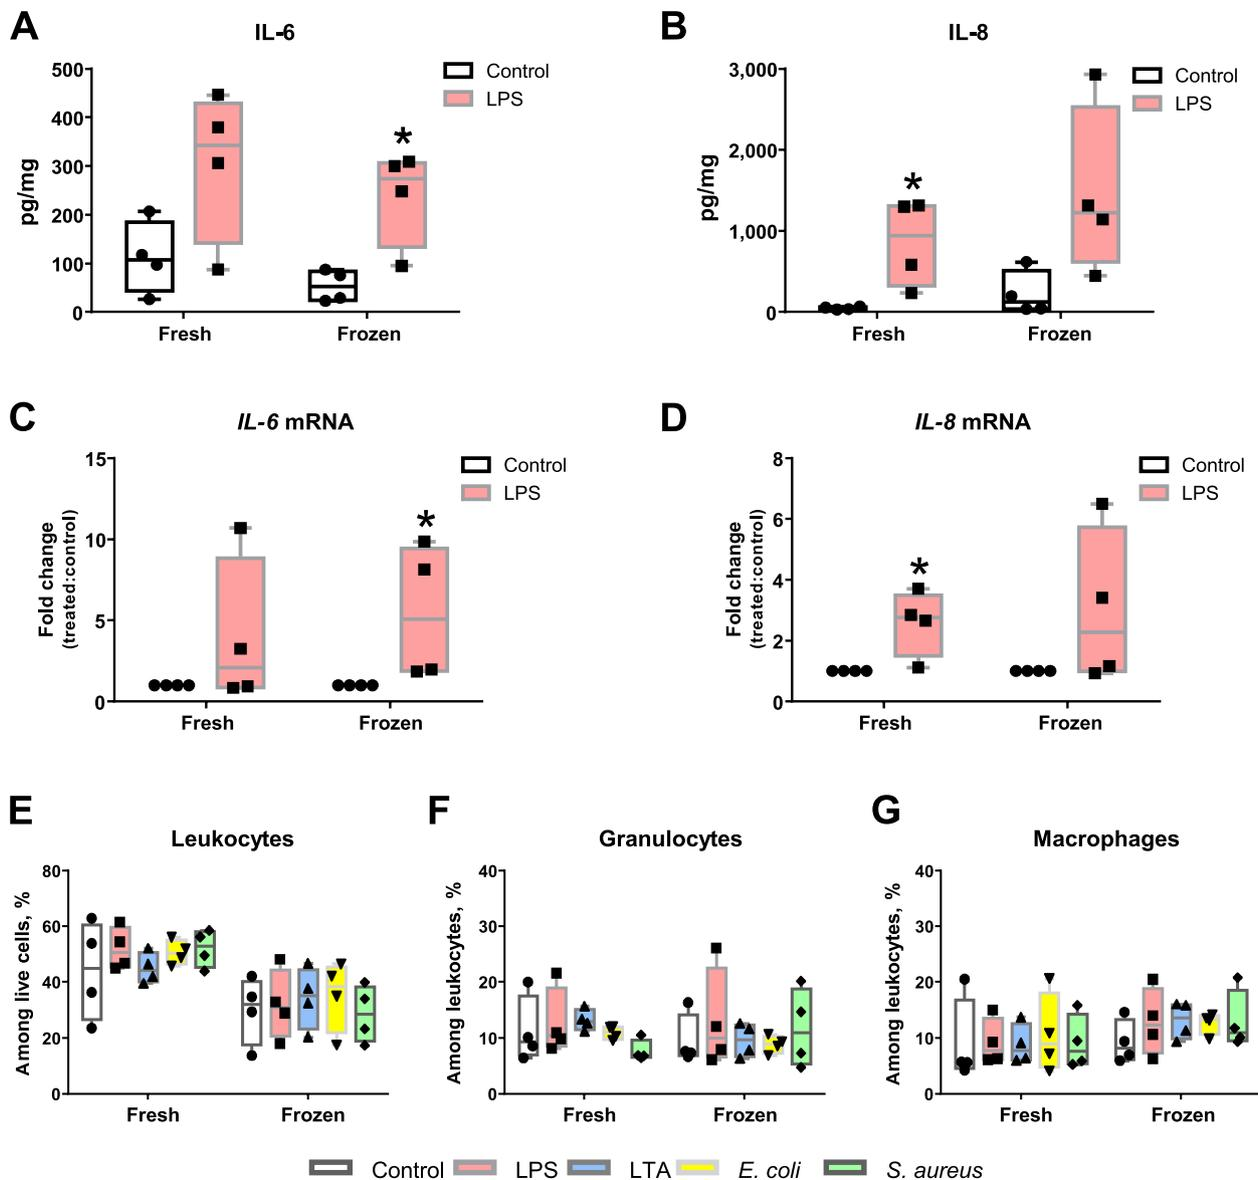 A
IL-6
pg/mg
500
400
300
200
100
0
*
Fresh
Frozen
Control
LPS
B
IL-8
pg/mg
3,000
2,000
1,000
0
*
Fresh
Frozen
Control
LPS
C
IL-6 mRNA
Fold change
(treated:control)
15
10
5
0
*
Fresh
Frozen
Control
LPS
D
IL-8 mRNA
Fold change
(treated:control)
8
6
4
2
0
*
Fresh
Frozen
Control
LPS
E
Leukocytes
Among live cells, %
80
60
40
20
0
Fresh
Frozen
F
Granulocytes
Among leukocytes, %
40
30
20
10
0
Fresh
Frozen
G
Macrophages
Among leukocytes, %
40
30
20
10
0
Fresh
Frozen
Control LPS LTA E. coli S. aureus